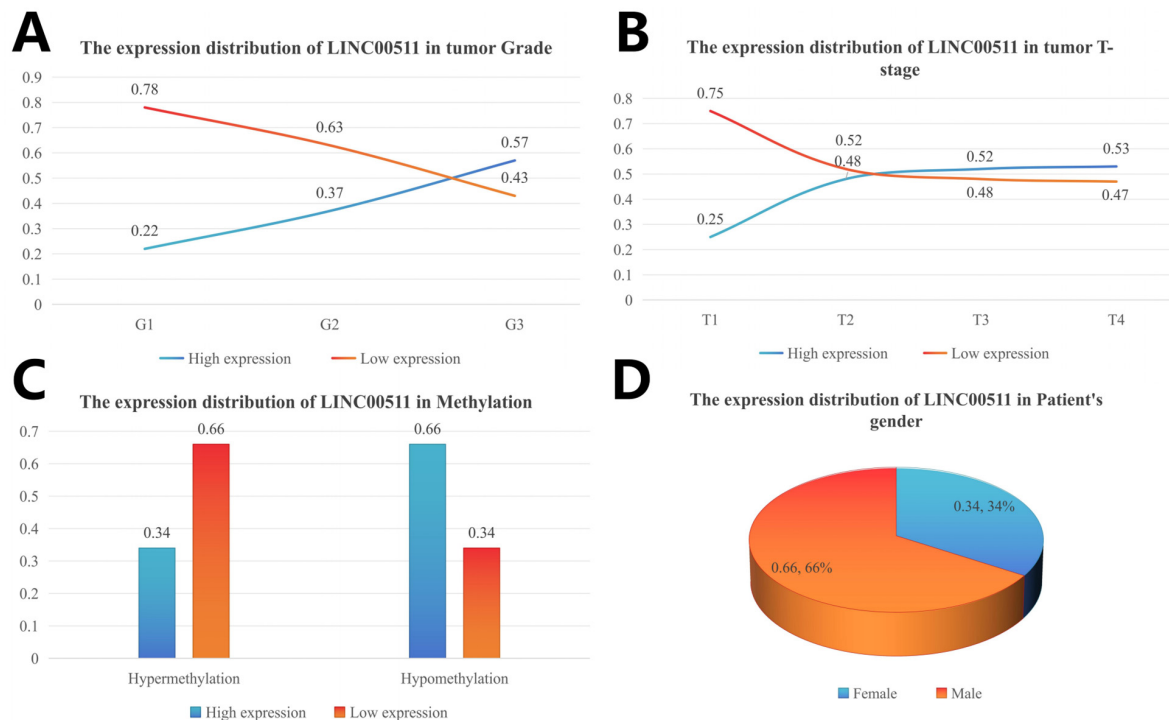 A
The expression distribution of LINC00511 in tumor Grade
0.9
0.8
0.7
0.6
0.5
0.4
0.3
0.2
0.1
0
0.78
0.63
0.57
0.43
0.37
0.22
G1 G2 G3
High expression Low expression
B
The expression distribution of LINC00511 in tumor T-
stage
0.8
0.7
0.6
0.5
0.4
0.3
0.2
0.1
0
0.75
0.52 0.52 0.53
0.48
0.48 0.47
0.25
T1 T2 T3 T4
High expression Low expression
C
The expression distribution of LINC00511 in Methylation
0.7
0.6
0.5
0.4
0.3
0.2
0.1
0
0.66 0.66
0.34 0.34
Hypermethylation Hypomethylation
High expression Low expression
D
The expression distribution of LINC00511 in Patient's
gender
0.34, 34%
0.66, 66%
Female Male